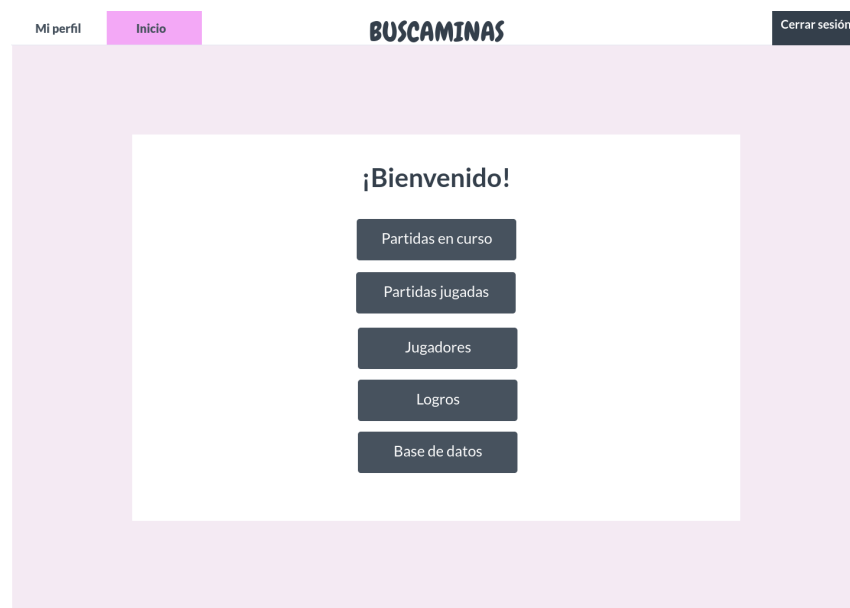 Mi perfil
Inicio
BUSCAMINAS
Cerrar sesión
¡Bienvenido!
Partidas en curso
Partidas jugadas
Jugadores
Logros
Base de datos